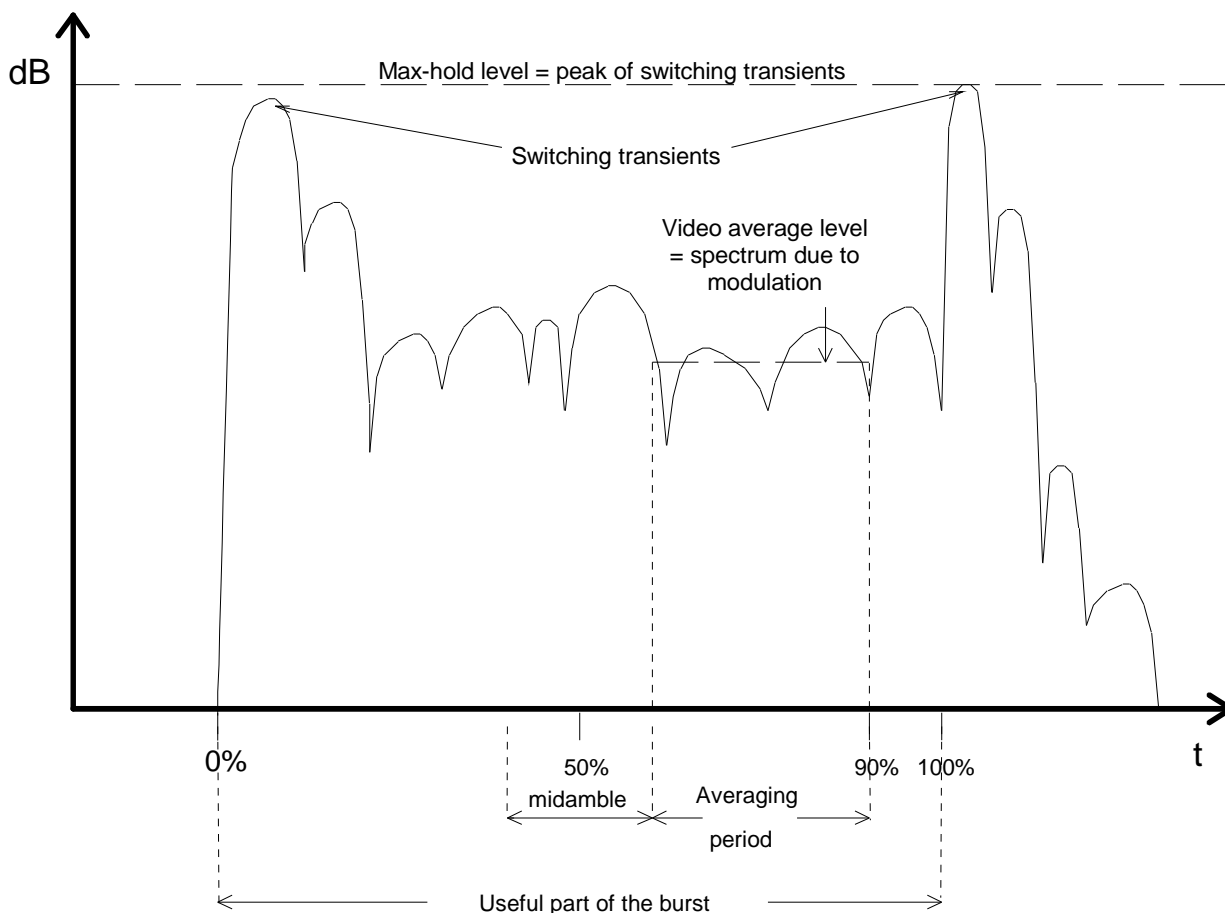 dB
Max-hold level = peak of switching transients
Switching transients
Video average level
= spectrum due to
modulation
0%
50%
90%
100%
t
midamble
Averaging
period
Useful part of the burst